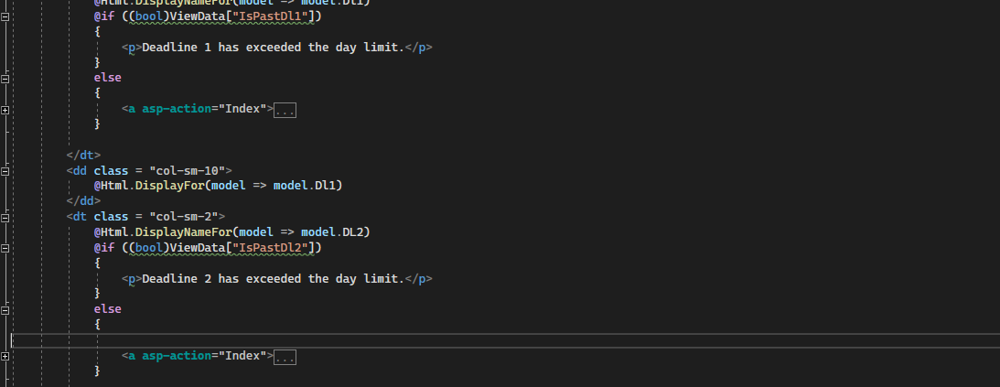 @Html.DisplayNameFor(model => model.Dl1)
@if ((bool)ViewData["IsPastDl1"])
{
<p>Deadline 1 has exceeded the day limit.</p>
}
else
{
<a asp-action="Index">...
}
</dt>
<dd class = "col-sm-10">
@Html.DisplayFor(model => model.Dl1)
</dd>
<dt class = "col-sm-2">
@Html.DisplayNameFor(model => model.DL2)
@if ((bool)ViewData["IsPastDl2"])
{
<p>Deadline 2 has exceeded the day limit.</p>
}
else
{
<a asp-action="Index">...
}